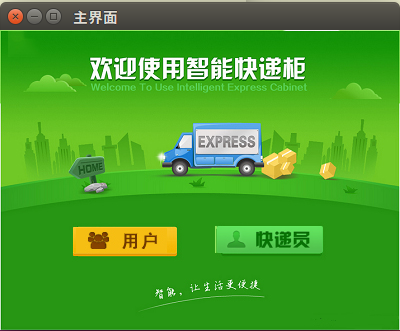 主界面
欢迎使用智能快递柜
Welcome To Use Intelligent Express Cabinet
EXPRESS
HOME
用户
快递员
智能，让生活更便捷